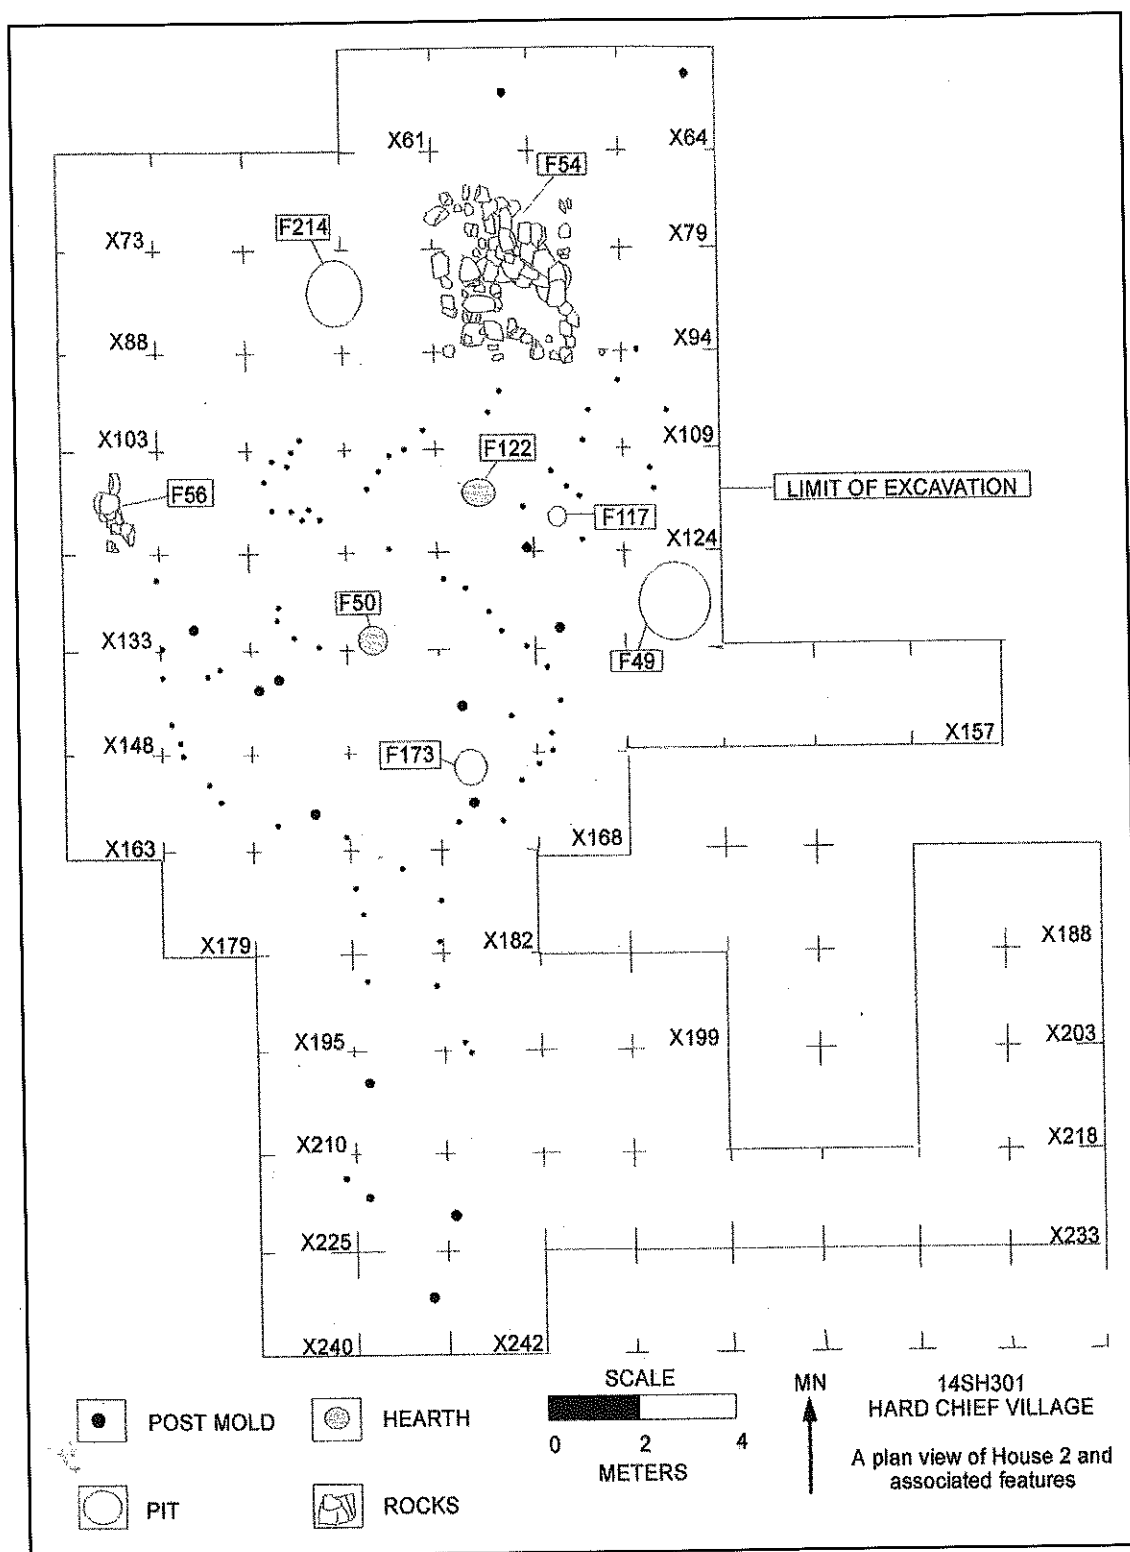 X61
X64
F54
F214
X73
X79
X88
X94
X103
X109
F122
F56
LIMIT OF EXCAVATION
F117
X124
F50
X133
F49
X148
X157
F173
X163
X168
X179
X182
X188
X195
X199
X203
X210
X218
X225
X233
X240
X242
SCALE
0 2 4
METERS
MN
14SH301
HARD CHIEF VILLAGE
A plan view of House 2 and
associated features
POST MOLD
HEARTH
PIT
ROCKS